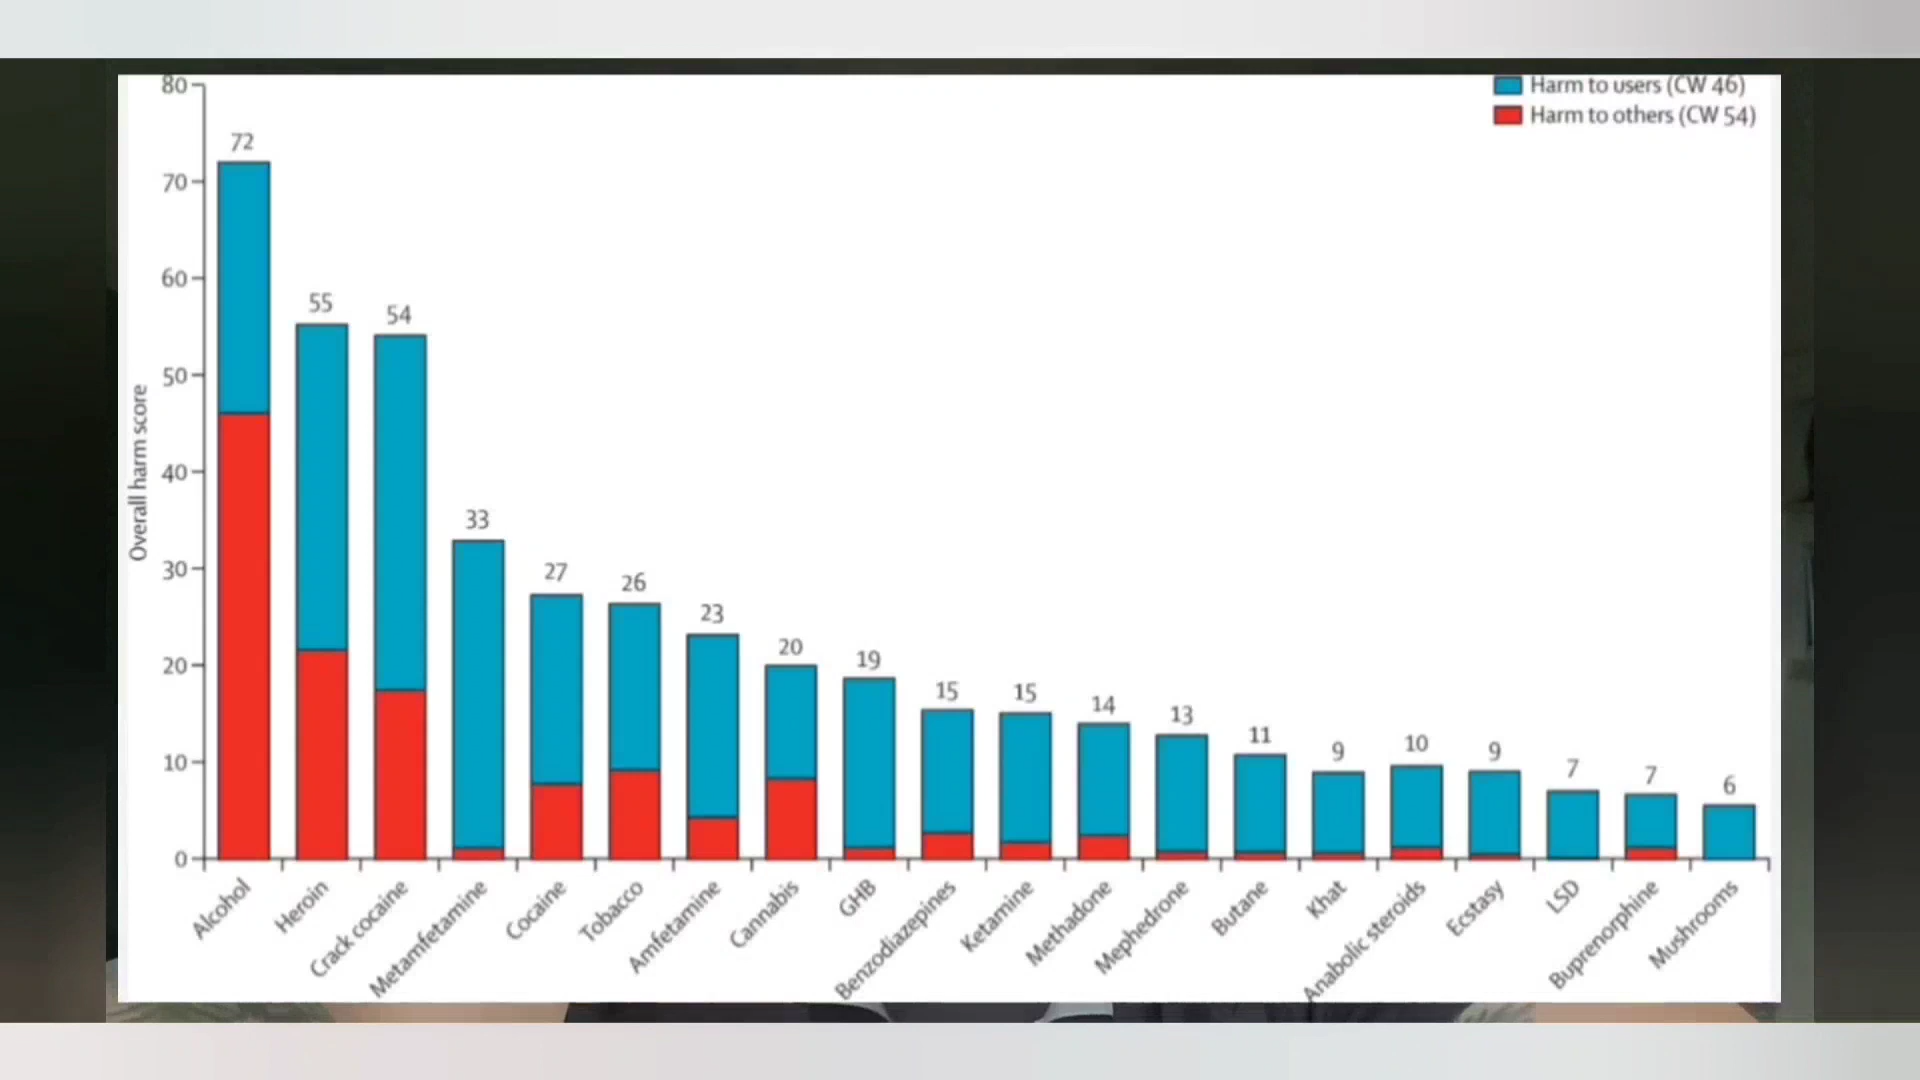 Harm to users (CW 46)
Harm to others (CW 54)
Overall harm score
80
70
60
50
40
30
20
10
0
72
55
54
33
27
26
23
20
19
15
15
14
13
11
9
10
9
7
7
6
Alcohol
Heroin
Crack cocaine
Metamfetamine
Cocaine
Tobacco
Amfetamine
Cannabis
GHB
Benzodiazepines
Ketamine
Methadone
Mephedrone
Butane
Khat
Anabolic steroids
Ecstasy
LSD
Buprenorphine
Mushrooms